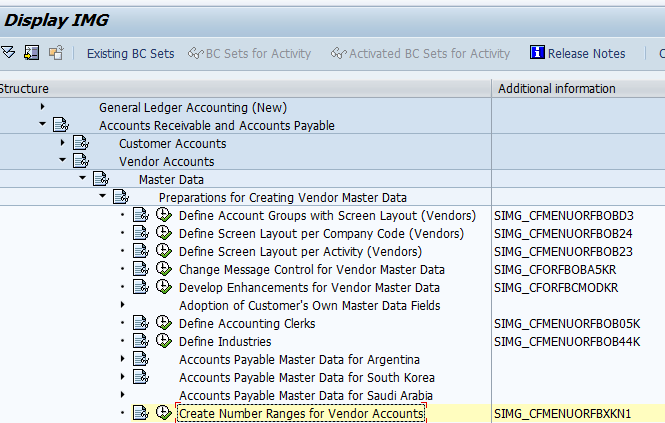 Display IMG
Existing BC Sets BC Sets for Activity Activated BC Sets for Activity Release Notes
Structure Additional information
General Ledger Accounting (New)
Accounts Receivable and Accounts Payable
Customer Accounts
Vendor Accounts
Master Data
Preparations for Creating Vendor Master Data
Define Account Groups with Screen Layout (Vendors) SIMG_CFMENUORFBOBD3
Define Screen Layout per Company Code (Vendors) SIMG_CFMENUORFBOB24
Define Screen Layout per Activity (Vendors) SIMG_CFMENUORFBOB23
Change Message Control for Vendor Master Data SIMG_CFORFBOBA5KR
Develop Enhancements for Vendor Master Data SIMG_CFORFBCMODKR
Adoption of Customer's Own Master Data Fields
Define Accounting Clerks SIMG_CFMENUORFBOB05K
Define Industries SIMG_CFMENUORFBOB44K
Accounts Payable Master Data for Argentina
Accounts Payable Master Data for South Korea
Accounts Payable Master Data for Saudi Arabia
Create Number Ranges for Vendor Accounts SIMG_CFMENUORFBXKN1